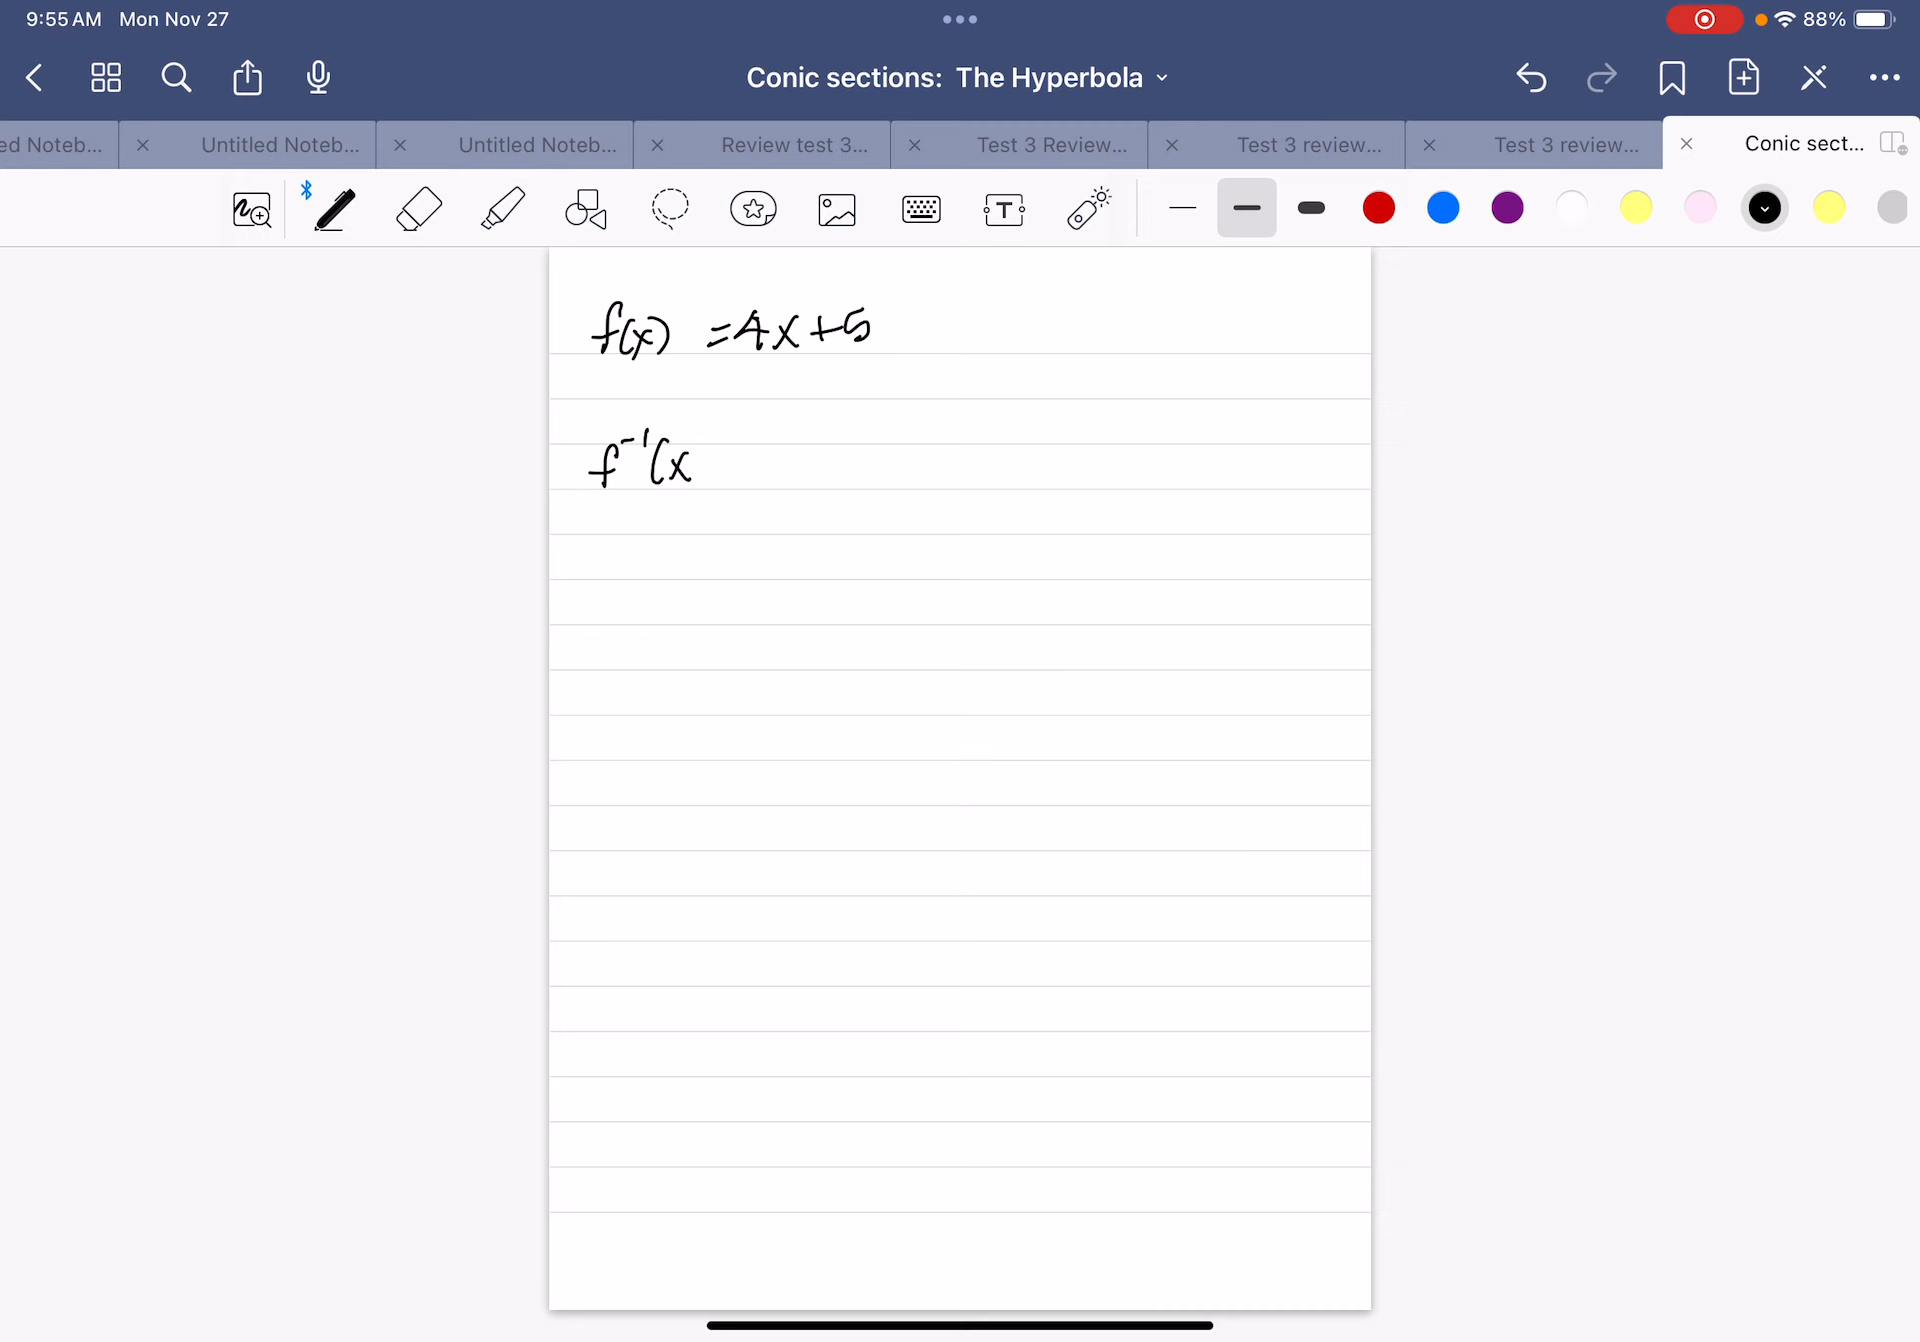 9:55 AM Mon Nov 27
88%
Conic sections: The Hyperbola
ed Noteb...
Untitled Noteb...
Untitled Noteb...
Review test 3...
Test 3 Review...
Test 3 review...
Test 3 review...
Conic sect...
T
f(x) = 4x+5
f⁻¹(x